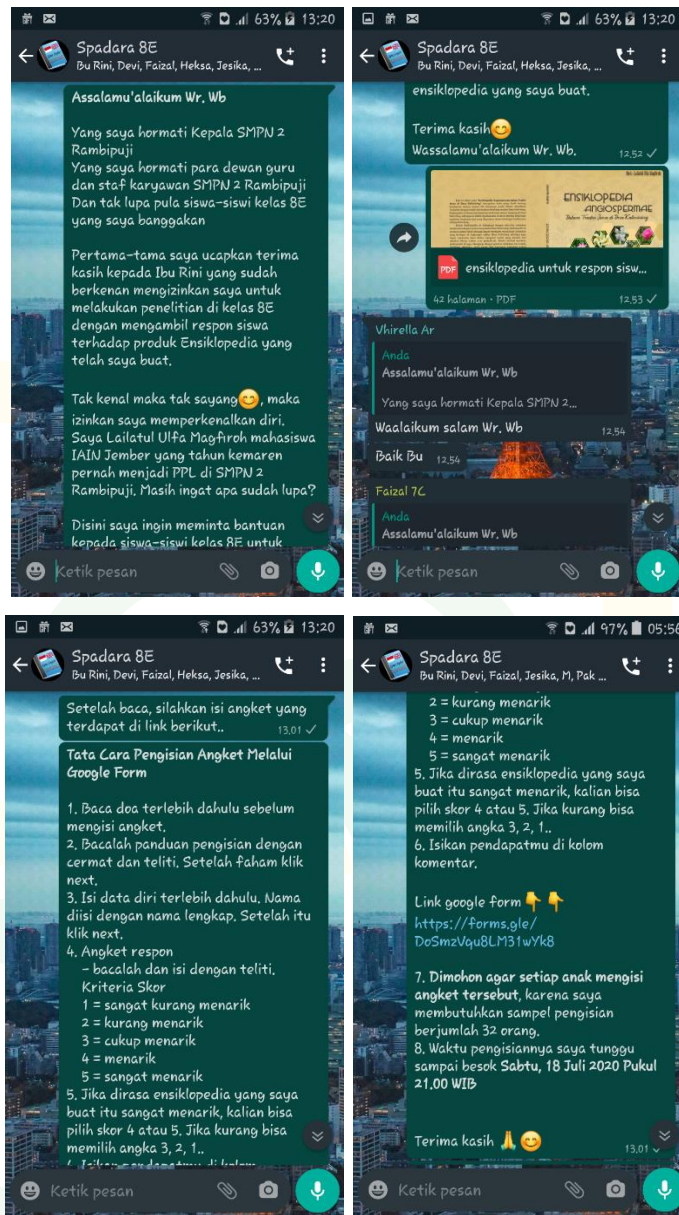 63% 13:20
Spadara 8E
Bu Rini, Devi, Faizal, Heksa, Jesika, ...
Assalamu'alaikum Wr. Wb
Yang saya hormati Kepala SMPN 2
Rambipuji
Yang saya hormati para dewan guru
dan staf karyawan SMPN 2 Rambipuji
Dan tak lupa pula siswa-siswi kelas 8E
yang saya banggakan
Pertama-tama saya ucapkan terima
kasih kepada Ibu Rini yang sudah
berkenan mengizinkan saya untuk
melakukan penelitian di kelas 8E
dengan mengambil respon siswa
terhadap produk Ensiklopedia yang
telah saya buat.
Tak kenal maka tak sayang😊, maka
izinkan saya memperkenalkan diri.
Saya Lailatul Ulfa Magfiroh mahasiswa
IAIN Jember yang tahun kemaren
pernah menjadi PPL di SMPN 2
Rambipuji. Masih ingat apa sudah lupa?
Disini saya ingin meminta bantuan
kepada siswa-siswi kelas 8E untuk
Ketik pesan
63% 13:20
Spadara 8E
Bu Rini, Devi, Faizal, Heksa, Jesika, ...
ensiklopedia yang saya buat.
Terima kasih😊
Wassalamu'alaikum Wr. Wb.
12.52
ENSIKLOPEDIA
ANGIOSPERMAE
PDF
ensiklopedia untuk respon sisw...
42 halaman • PDF
12.53
Vhirella Ar
Anda
Assalamu'alaikum Wr. Wb
Yang saya hormati Kepala SMPN 2...
Waalaikum salam Wr. Wb
12.54
Baik Bu
12.54
Faizal 7C
Anda
Assalamu'alaikum Wr. Wb
Ketik pesan
63% 13:20
Spadara 8E
Bu Rini, Devi, Faizal, Heksa, Jesika, ...
Setelah baca, silahkan isi angket yang
terdapat di link berikut..
13.01
Tata Cara Pengisian Angket Melalui
Google Form
1. Baca doa terlebih dahulu sebelum
mengisi angket.
2. Bacalah panduan pengisian dengan
cermat dan teliti. Setelah faham klik
next.
3. Isi data diri terlebih dahulu. Nama
diisi dengan nama lengkap. Setelah itu
klik next.
4. Angket respon
- bacalah dan isi dengan teliti.
Kriteria Skor
1 = sangat kurang menarik
2 = kurang menarik
3 = cukup menarik
4 = menarik
5 = sangat menarik
5. Jika dirasa ensiklopedia yang saya
buat itu sangat menarik, kalian bisa
pilih skor 4 atau 5. Jika kurang bisa
memilih angka 3, 2, 1..
Ketik pesan
97% 05:56
Spadara 8E
Bu Rini, Devi, Faizal, Jesika, M, Pak ...
2 = kurang menarik
3 = cukup menarik
4 = menarik
5 = sangat menarik
5. Jika dirasa ensiklopedia yang saya
buat itu sangat menarik, kalian bisa
pilih skor 4 atau 5. Jika kurang bisa
memilih angka 3, 2, 1..
6. Isikan pendapatmu di kolom
komentar.
Link google form👇👇
https://forms.gle/
DoSmzVqu8LM31wYk8
7. Dimohon agar setiap anak mengisi
angket tersebut, karena saya
membutuhkan sampel pengisian
berjumlah 32 orang.
8. Waktu pengisiannya saya tunggu
sampai besok Sabtu, 18 Juli 2020 Pukul
21.00 WIB
Terima kasih🙏😊
13.01
Ketik pesan